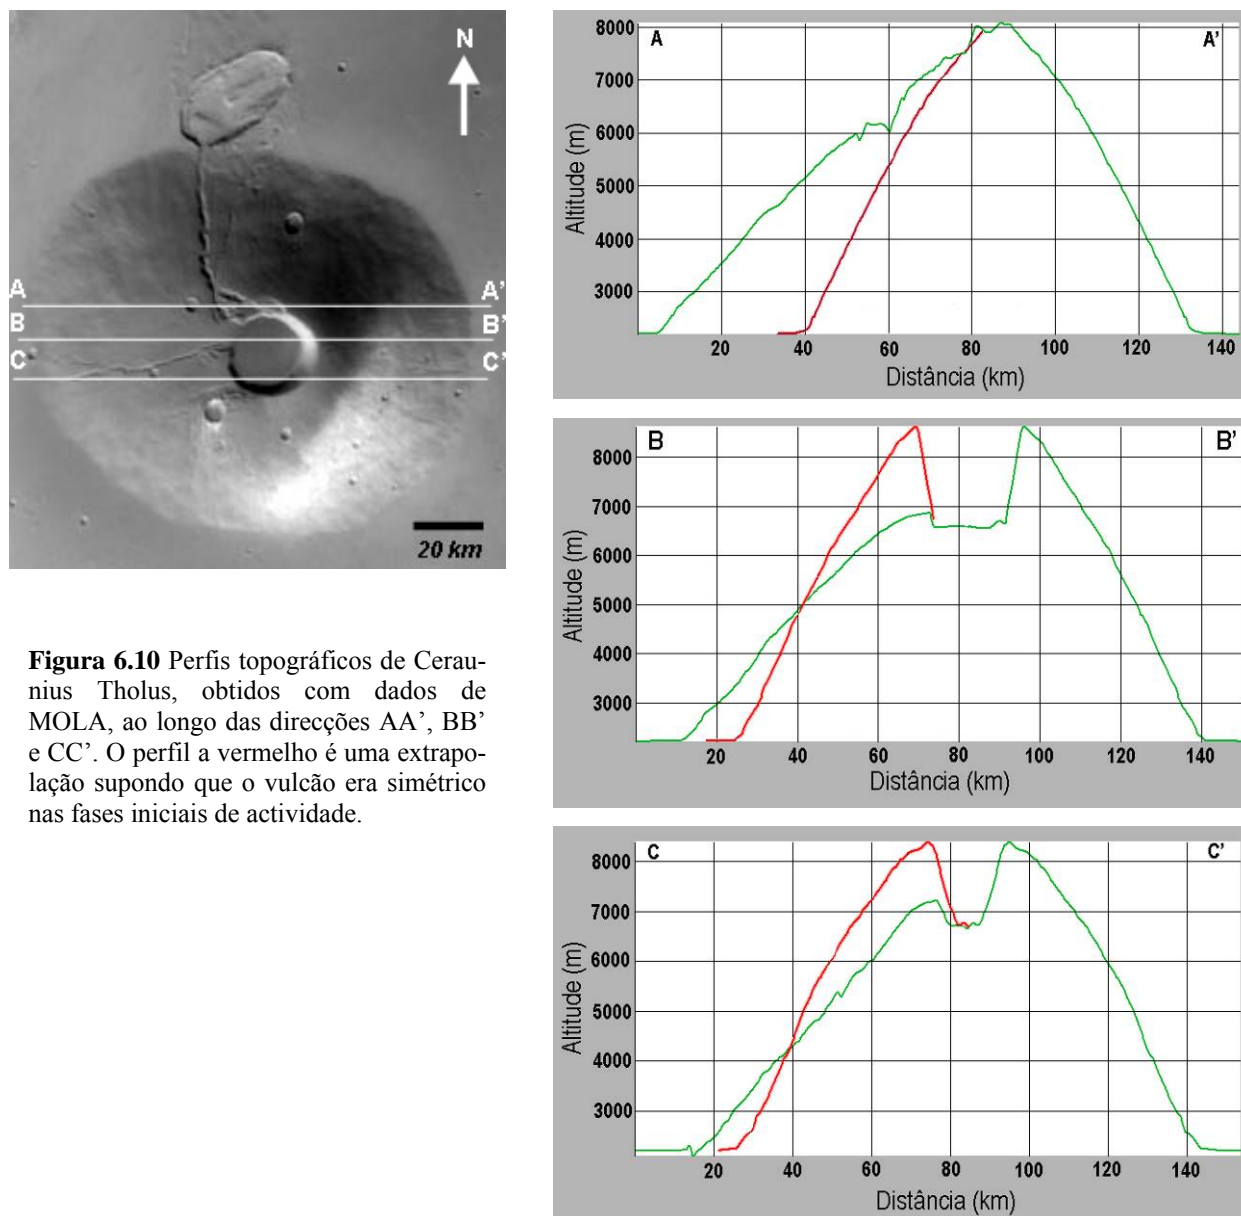 N
A A'
B B'
C C'
20 km
Figura 6.10 Perfis topográficos de Cerau-
nius Tholus, obtidos com dados de
MOLA, ao longo das direcções AA’, BB’
e CC’. O perfil a vermelho é uma extrapo-
lação supondo que o vulcão era simétrico
nas fases iniciais de actividade.
A A'
8000
7000
6000
5000
4000
3000
Altitude (m)
20 40 60 80 100 120 140
Distância (km)
B B'
8000
7000
6000
5000
4000
3000
Altitude (m)
20 40 60 80 100 120 140
Distância (km)
C C'
8000
7000
6000
5000
4000
3000
Altitude (m)
20 40 60 80 100 120 140
Distância (km)